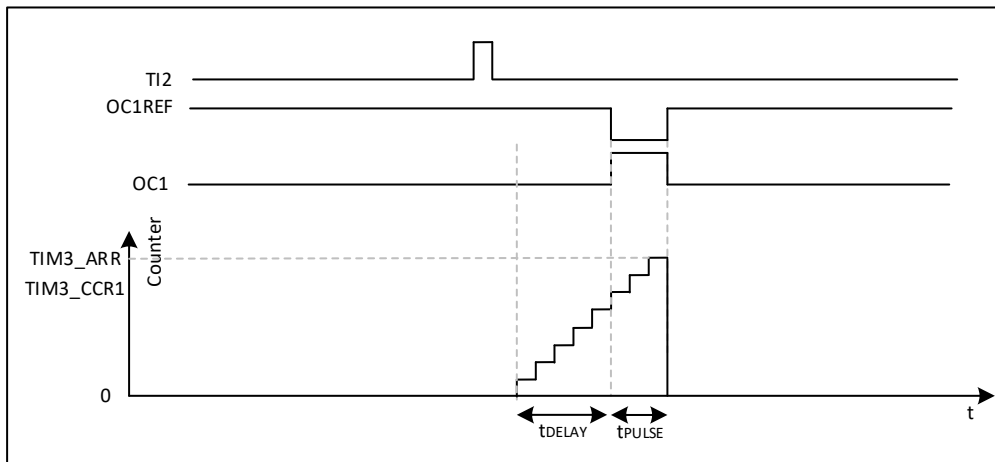 TI2
OC1REF
OC1
Counter
TIM3_ARR
TIM3_CCR1
0
t
tDELAY
tPULSE